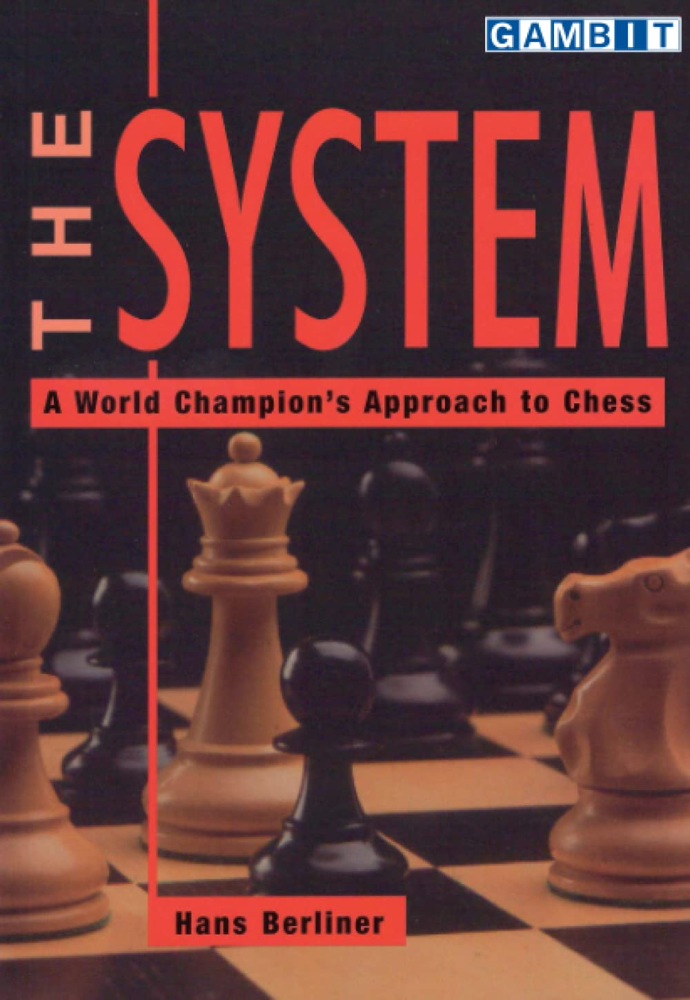 GAMBIT
THE
SYSTEM
A World Champion's Approach to Chess
Hans Berliner